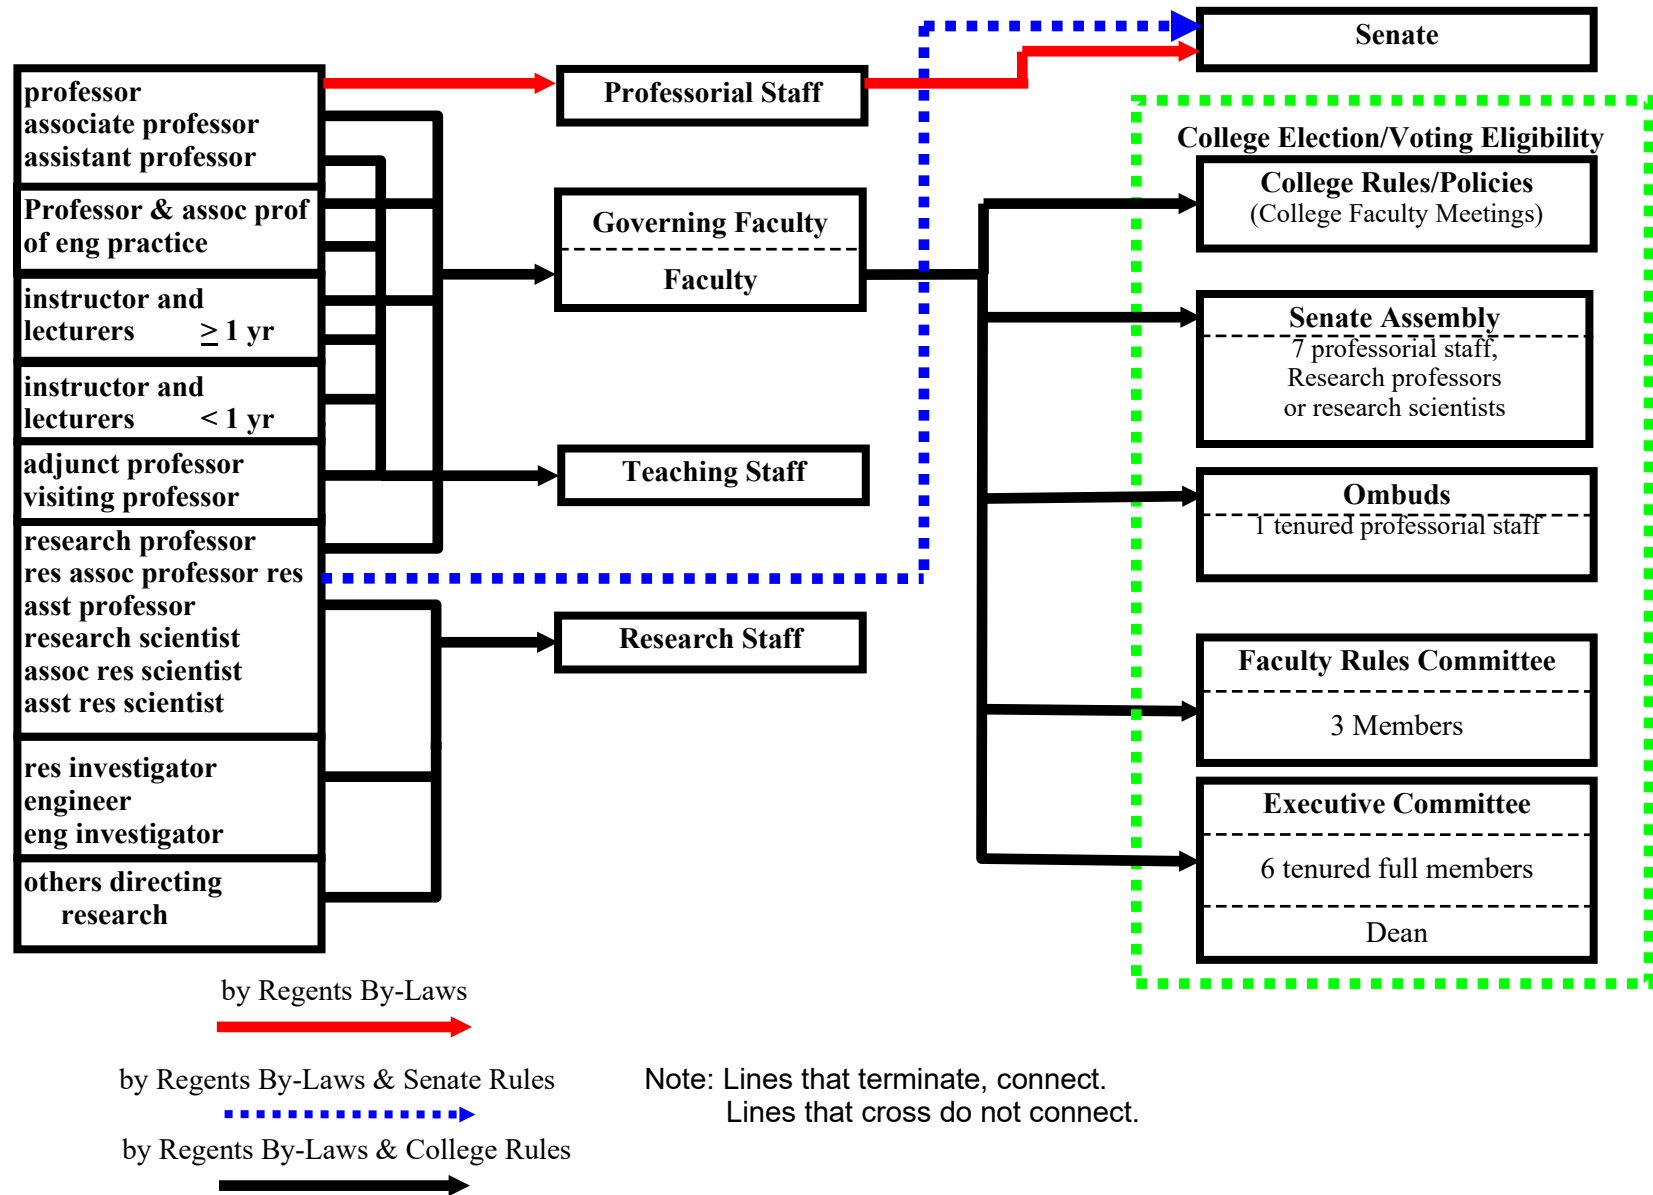 Senate
professor
associate professor
assistant professor
Professor & assoc prof
of eng practice
instructor and
lecturers ≥ 1 yr
instructor and
lecturers < 1 yr
adjunct professor
visiting professor
research professor
res assoc professor res
asst professor
research scientist
assoc res scientist
asst res scientist
res investigator
engineer
eng investigator
others directing
research
Professorial Staff
Governing Faculty
Faculty
Teaching Staff
Research Staff
College Election/Voting Eligibility
College Rules/Policies
(College Faculty Meetings)
Senate Assembly
7 professorial staff,
Research professors
or research scientists
Ombuds
1 tenured professorial staff
Faculty Rules Committee
3 Members
Executive Committee
6 tenured full members
Dean
by Regents By-Laws
by Regents By-Laws & Senate Rules
by Regents By-Laws & College Rules
Note: Lines that terminate, connect.
Lines that cross do not connect.